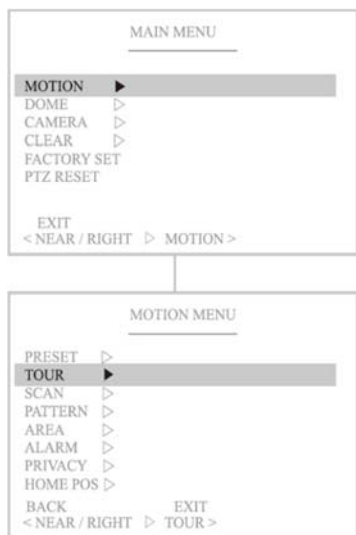 MAIN MENU
MOTION ▶
DOME ▷
CAMERA ▷
CLEAR ▷
FACTORY SET
PTZ RESET
EXIT
< NEAR / RIGHT ▷ MOTION >
MOTION MENU
PRESET ▷
TOUR ▶
SCAN ▷
PATTERN ▷
AREA ▷
ALARM ▷
PRIVACY ▷
HOME POS ▷
BACK EXIT
< NEAR / RIGHT ▷ TOUR >